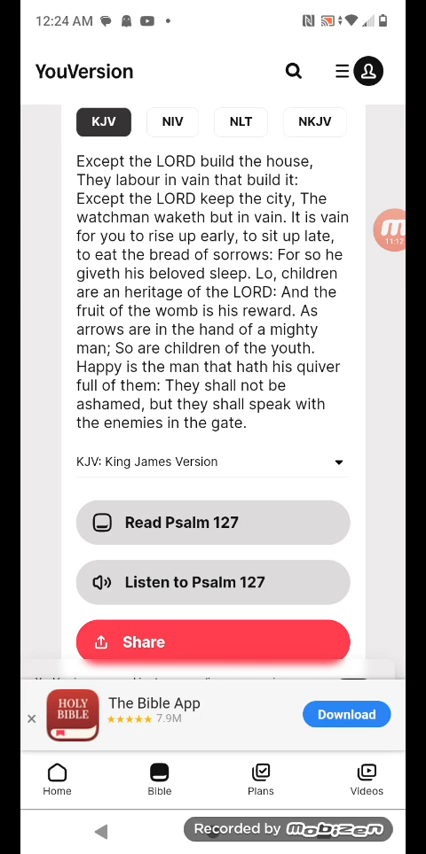 12:24 AM
YouVersion
KJV NIV NLT NKJV
Except the LORD build the house,
They labour in vain that build it:
Except the LORD keep the city, The
watchman waketh but in vain. It is vain
for you to rise up early, to sit up late,
to eat the bread of sorrows: For so he
giveth his beloved sleep. Lo, children
are an heritage of the LORD: And the
fruit of the womb is his reward. As
arrows are in the hand of a mighty
man; So are children of the youth.
Happy is the man that hath his quiver
full of them: They shall not be
ashamed, but they shall speak with
the enemies in the gate.
11:12
KJV: King James Version
Read Psalm 127
Listen to Psalm 127
Share
HOLY
BIBLE
The Bible App
7.9M
Download
Home Bible Plans Videos
Recorded by mobizen